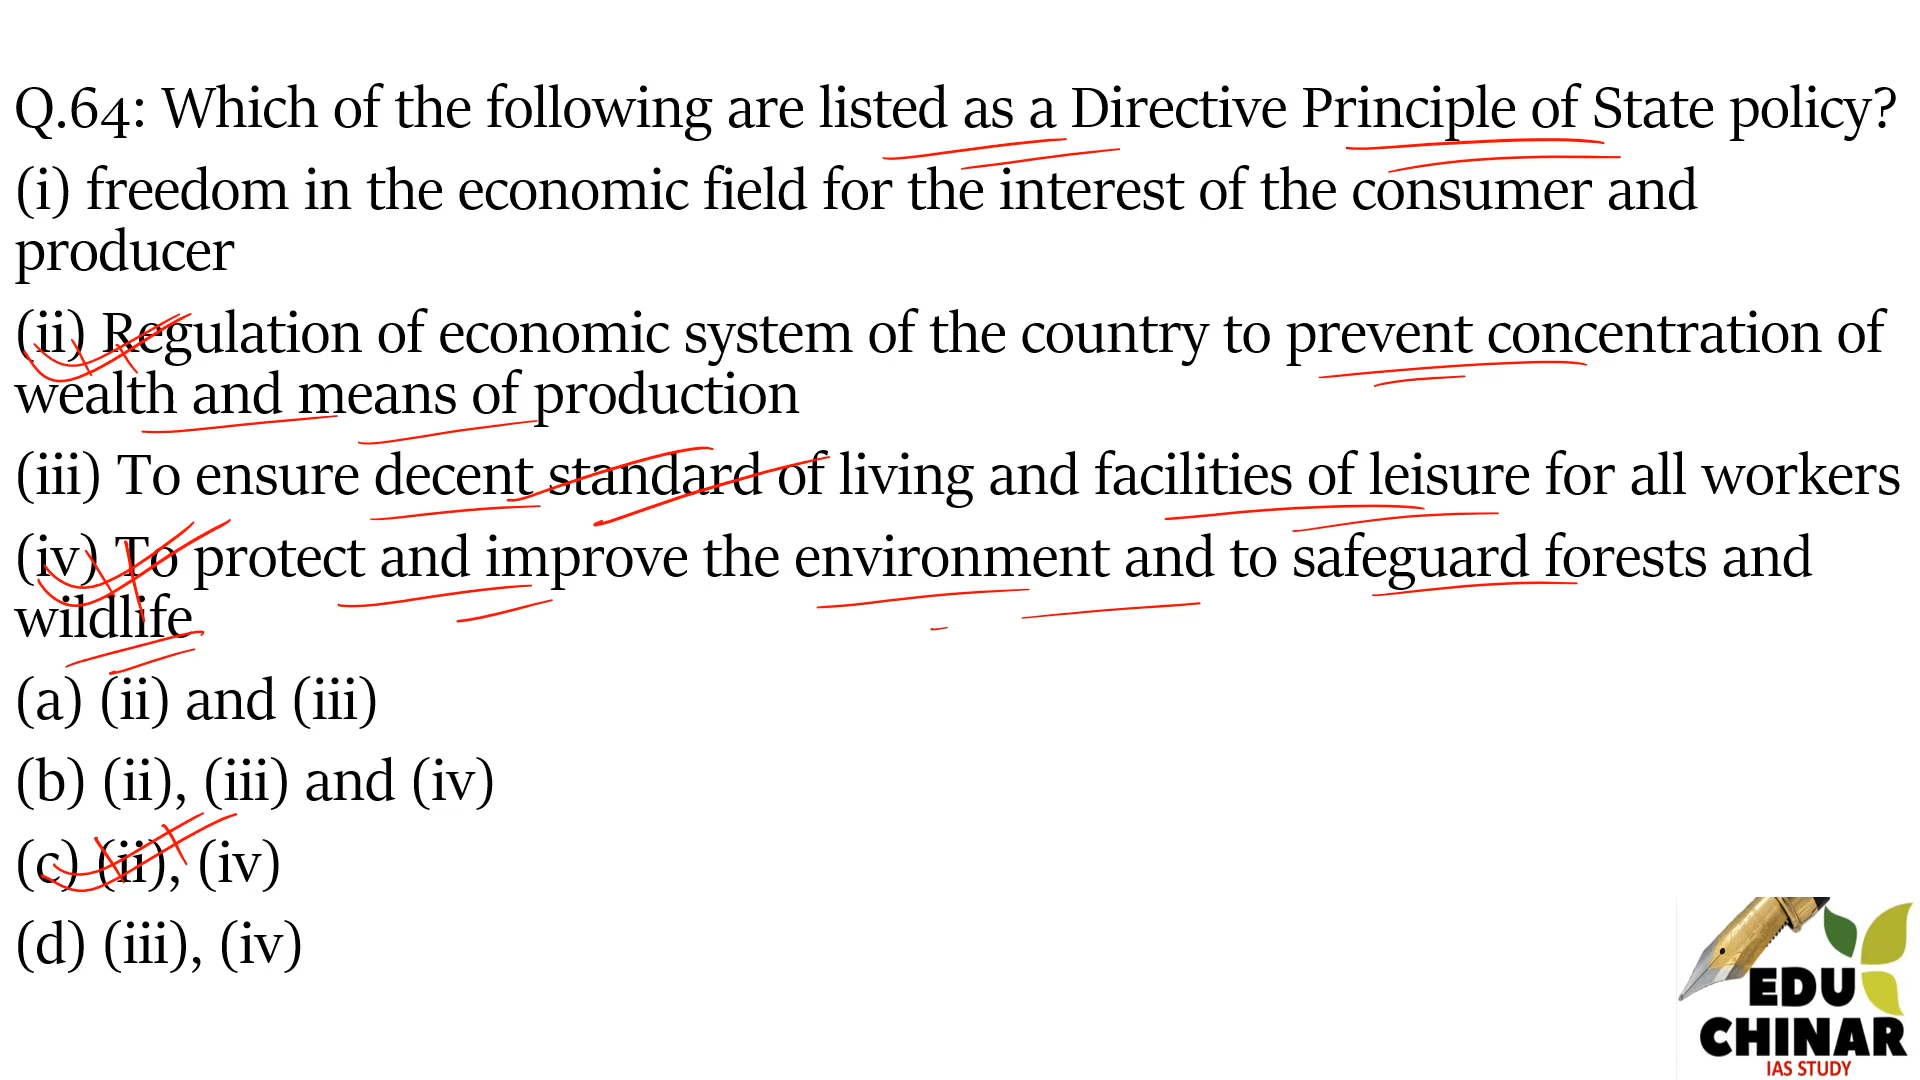 Q.64: Which of the following are listed as a Directive Principle of State policy?
(i) freedom in the economic field for the interest of the consumer and
producer
(ii) Regulation of economic system of the country to prevent concentration of
wealth and means of production
(iii) To ensure decent standard of living and facilities of leisure for all workers
(iv) To protect and improve the environment and to safeguard forests and
wildlife
(a) (ii) and (iii)
(b) (ii), (iii) and (iv)
(c) (ii), (iv)
(d) (iii), (iv)
EDU
CHINAR
IAS STUDY